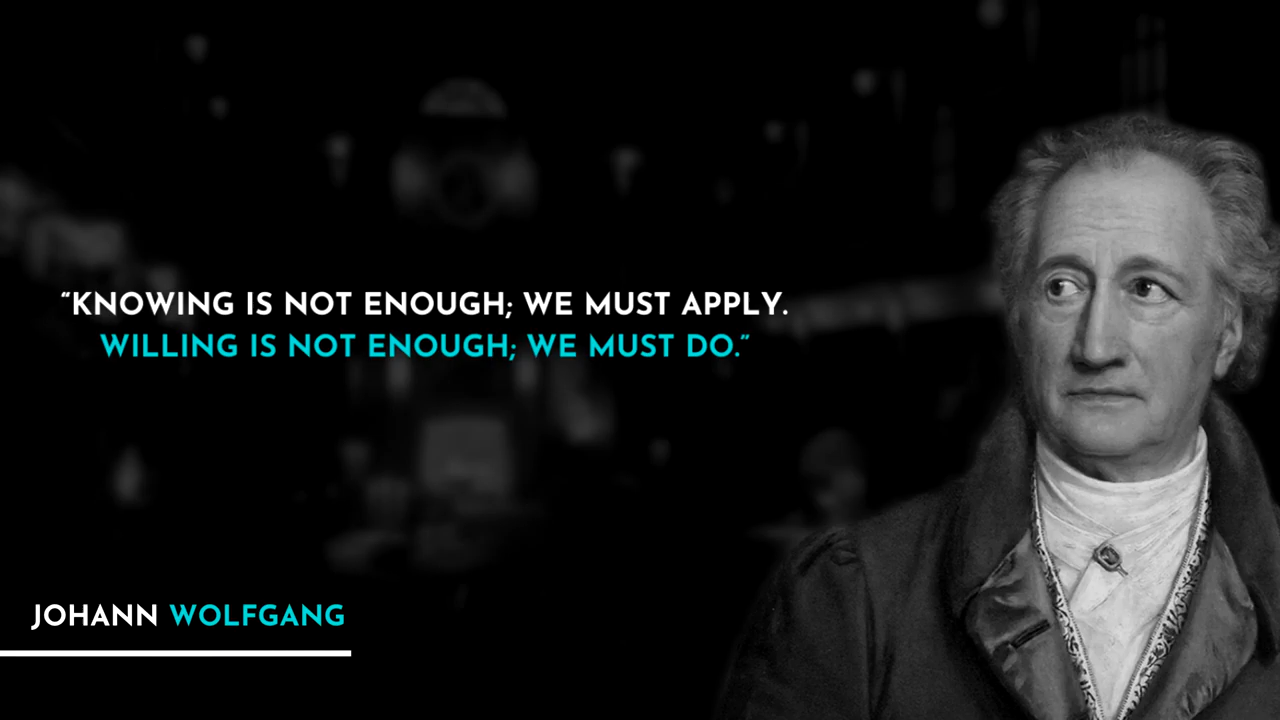 “KNOWING IS NOT ENOUGH; WE MUST APPLY.
WILLING IS NOT ENOUGH; WE MUST DO.”
JOHANN WOLFGANG